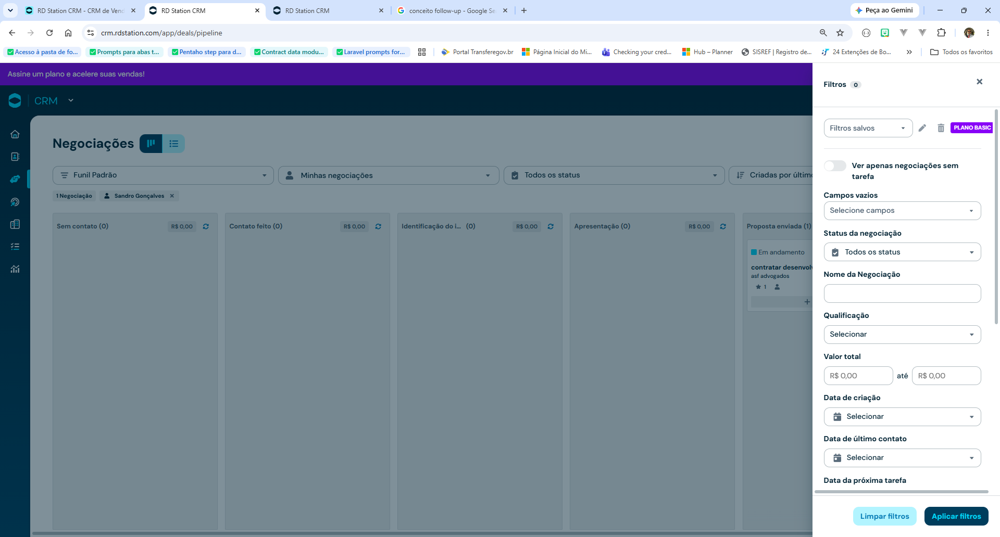 RD Station CRM - CRM de Vend
RD Station CRM
RD Station CRM
conceito follow-up - Google Se
Peça ao Gemini
crm.rdstation.com/app/deals/pipeline
Acesso à pasta de fo...
Prompts para abas t...
Pentaho step para d...
Contract data modu...
Laravel prompts for...
Portal Transferegov.br
Página Inicial do Mi...
Checking your cred...
Hub – Planner
SISREF | Registro de...
24 Extenções de Bo...
Todos os favoritos
Assine um plano e acelere suas vendas!
CRM
Negociações
Funil Padrão
Minhas negociações
Todos os status
Criadas por último
1 Negociação
Sandro Gonçalves
Sem contato (0)
R$ 0,00
Contato feito (0)
R$ 0,00
Identificação do i... (0)
R$ 0,00
Apresentação (0)
R$ 0,00
Proposta enviada (1)
Em andamento
contratar desenvolv
asf advogados
1
Filtros 0
Filtros salvos
PLANO BASIC
Ver apenas negociações sem
tarefa
Campos vazios
Selecione campos
Status da negociação
Todos os status
Nome da Negociação
Qualificação
Selecionar
Valor total
R$ 0,00 até R$ 0,00
Data de criação
Selecionar
Data de último contato
Selecionar
Data da próxima tarefa
Limpar filtros
Aplicar filtros